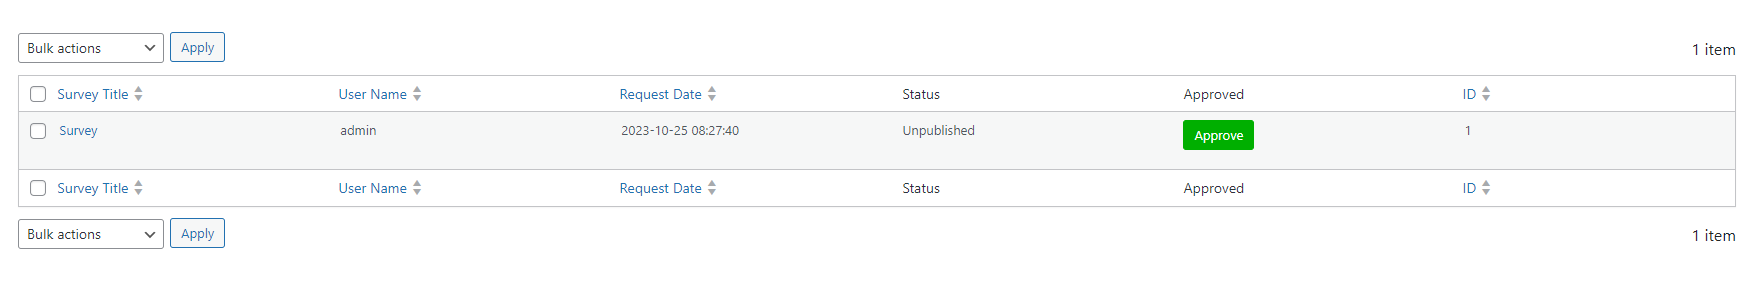 Bulk actions Apply 1 item
Survey Title User Name Request Date Status Approved ID
Survey admin 2023-10-25 08:27:40 Unpublished Approve 1
Survey Title User Name Request Date Status Approved ID
Bulk actions Apply 1 item